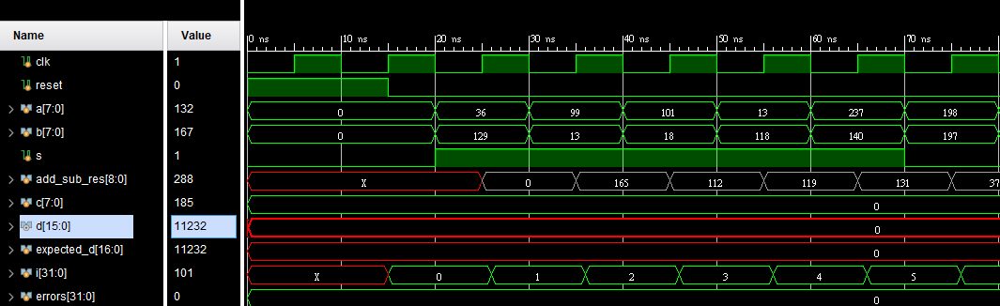 Name Value
0 ns 10 ns 20 ns 30 ns 40 ns 50 ns 60 ns 70 ns
clk 1
reset 0
a[7:0] 132 0 36 99 101 13 237 198
b[7:0] 167 0 129 13 18 118 140 197
s 1
add_sub_res[8:0] 288 X 0 165 112 119 131 37
c[7:0] 185 0
d[15:0] 11232 0
expected_d[16:0] 11232 0
i[31:0] 101 X 0 1 2 3 4 5
errors[31:0] 0 0